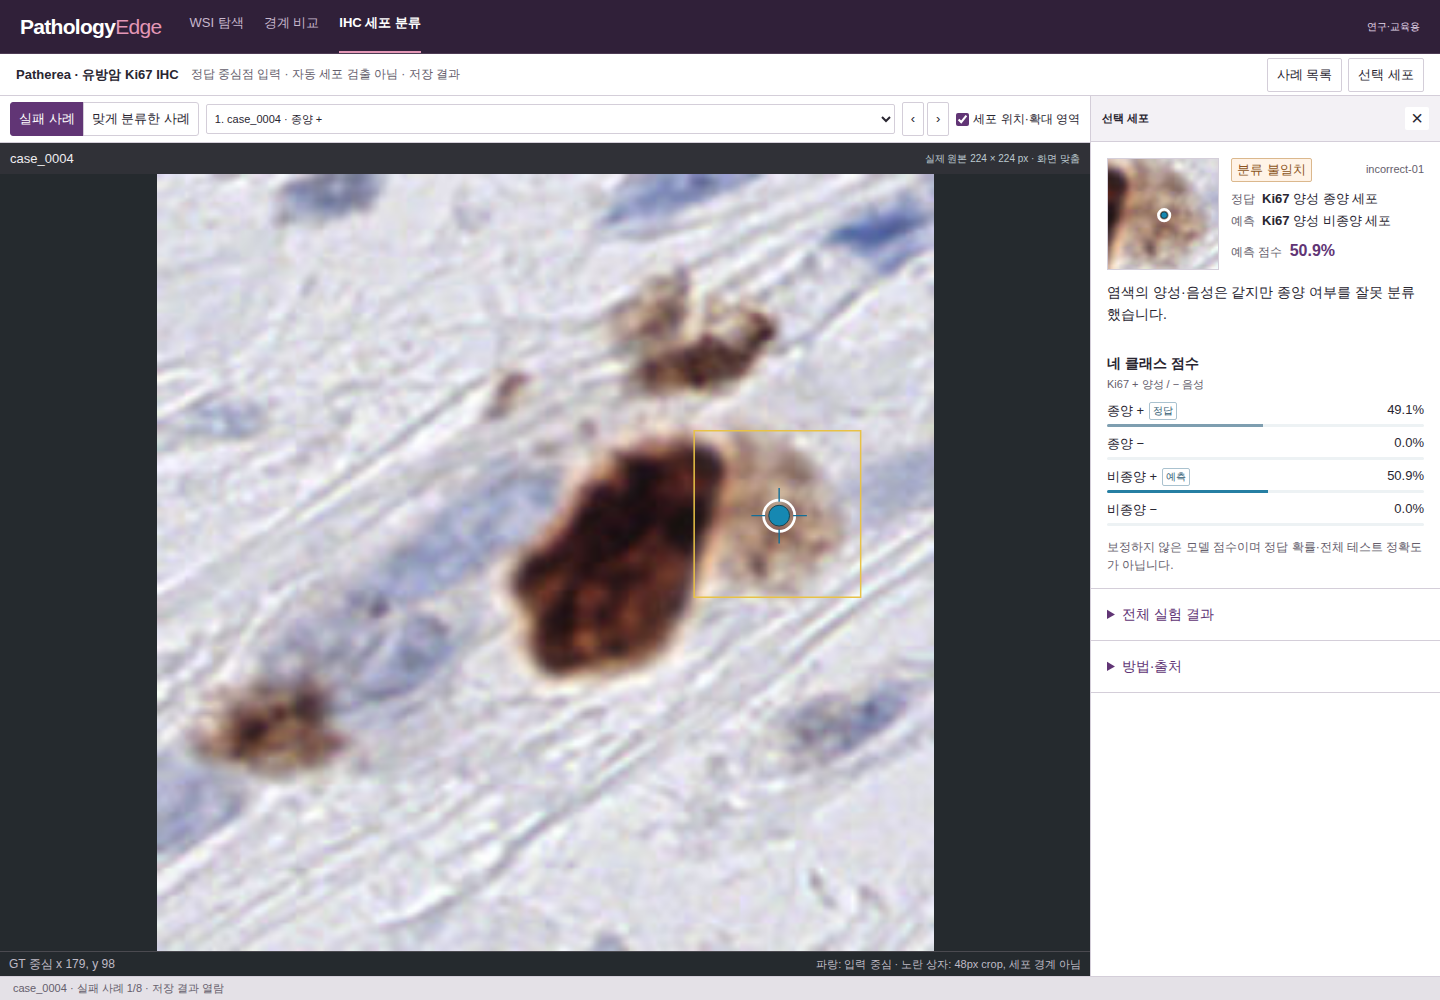 PathologyEdge WSI 탐색 경계 비교 IHC 세포 분류 연구·교육용
Patherea · 유방암 Ki67 IHC 정답 중심점 입력 · 자동 세포 검출 아님 · 저장 결과 사례 목록 선택 세포
실패 사례 맞게 분류한 사례 1. case_0004 · 종양 + ‹ › 세포 위치·확대 영역
case_0004 실제 원본 224 × 224 px · 화면 맞춤
GT 중심 x 179, y 98 파랑: 입력 중심 · 노란 상자: 48px crop, 세포 경계 아님
선택 세포 ×
분류 불일치 incorrect-01
정답 Ki67 양성 종양 세포
예측 Ki67 양성 비종양 세포
예측 점수 50.9%
염색의 양성·음성은 같지만 종양 여부를 잘못 분류
했습니다.
네 클래스 점수
Ki67 + 양성 / − 음성
종양 + 정답 49.1%
종양 − 0.0%
비종양 + 예측 50.9%
비종양 − 0.0%
보정하지 않은 모델 점수이며 정답 확률·전체 테스트 정확도
가 아닙니다.
전체 실험 결과
방법·출처
case_0004 · 실패 사례 1/8 · 저장 결과 열람